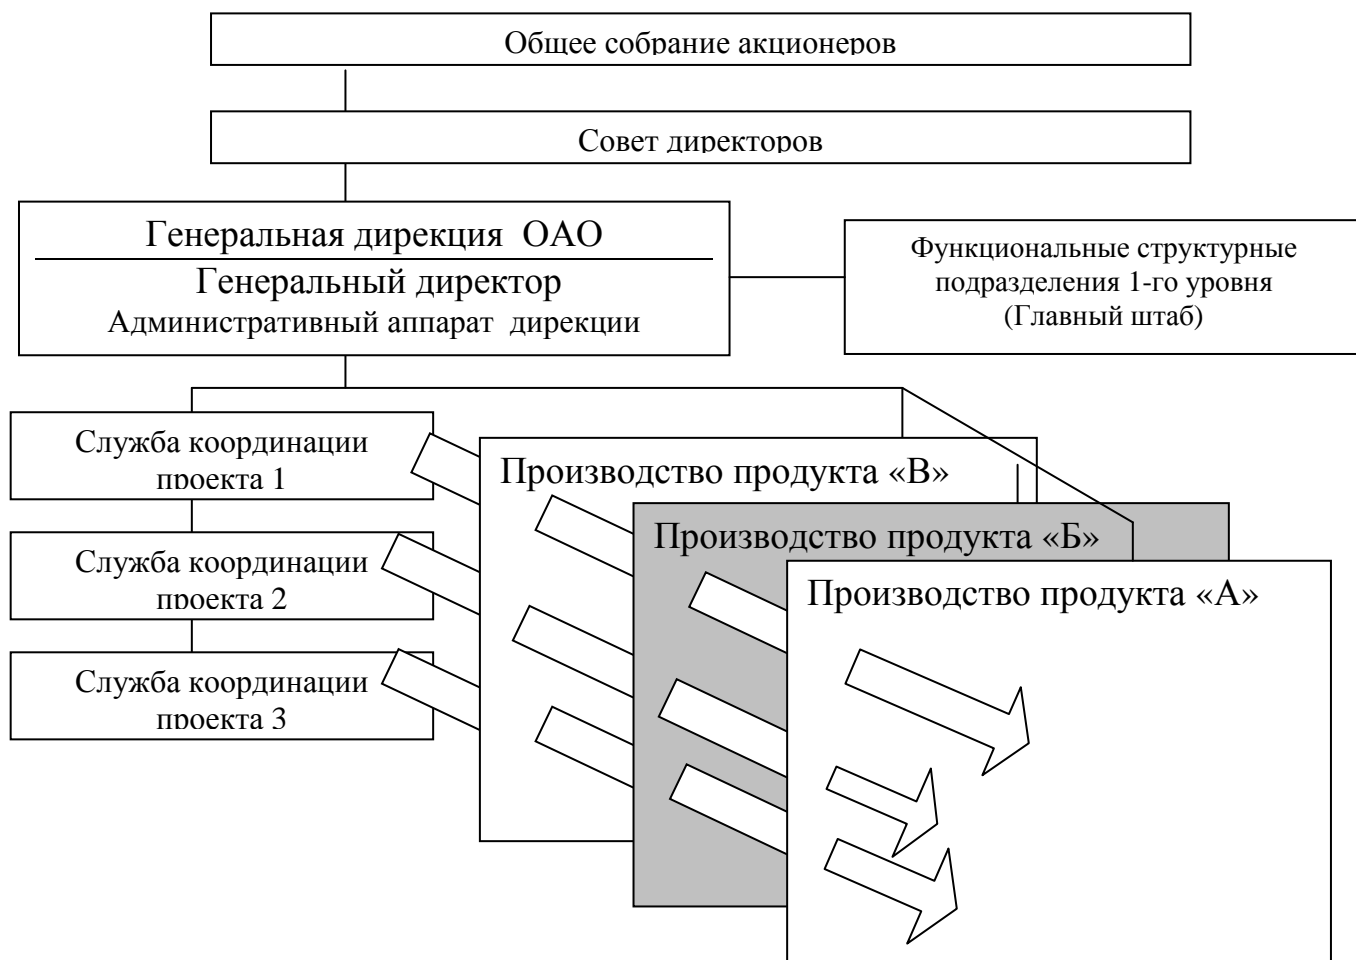 Общее собрание акционеров
Совет директоров
Генеральная дирекция ОАО
Генеральный директор
Административный аппарат дирекции
Функциональные структурные
подразделения 1-го уровня
(Главный штаб)
Служба координации
проекта 1
Служба координации
проекта 2
Служба координации
проекта 3
Производство продукта «В»
Производство продукта «Б»
Производство продукта «А»